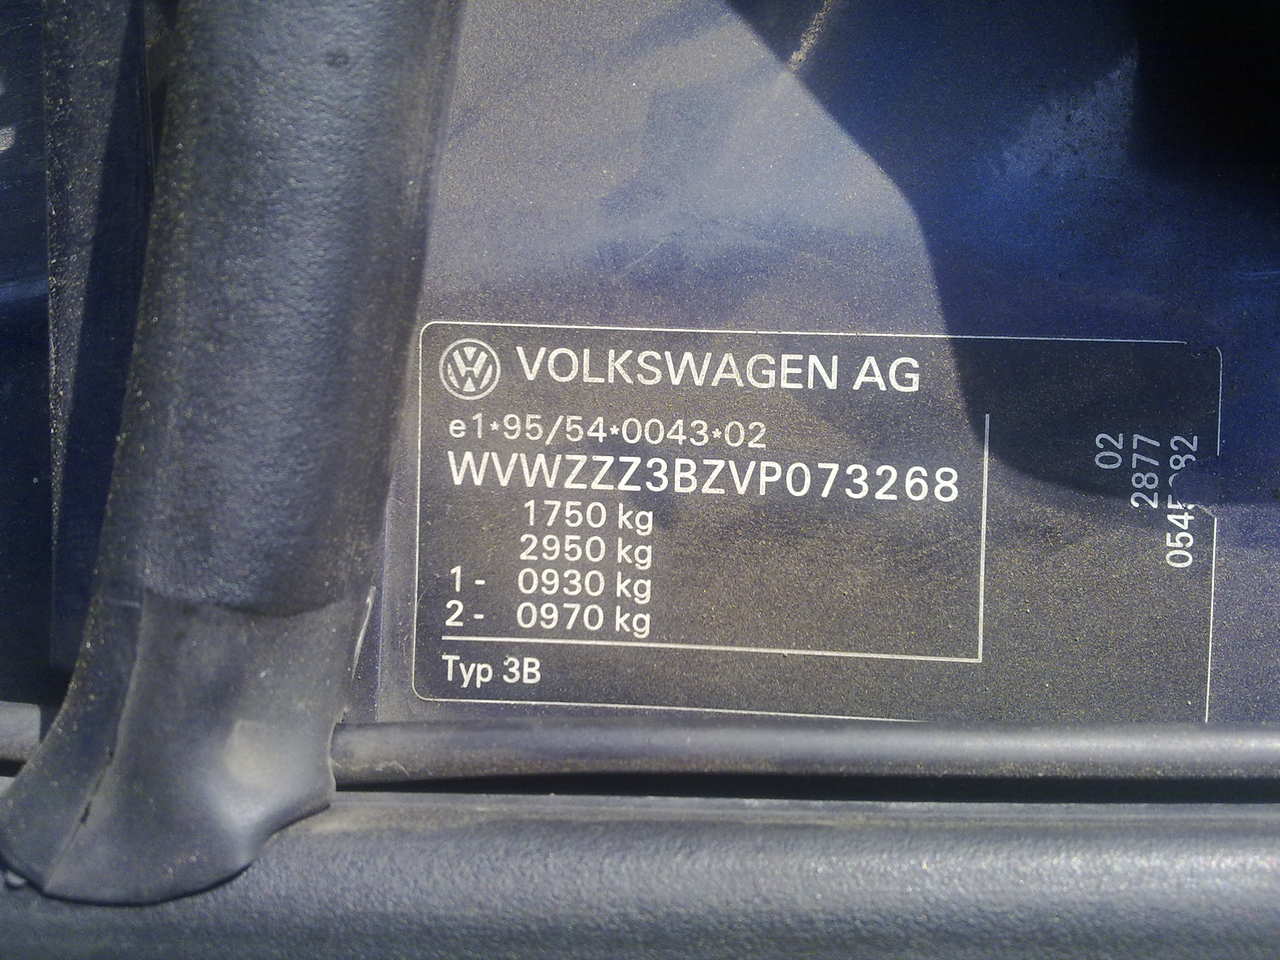 VOLKSWAGEN AG
e1*95/54*0043*02
WVWZZZ3BZVP073268
1750 kg
2950 kg
1- 0930 kg
2- 0970 kg
Typ 3B
02
2877